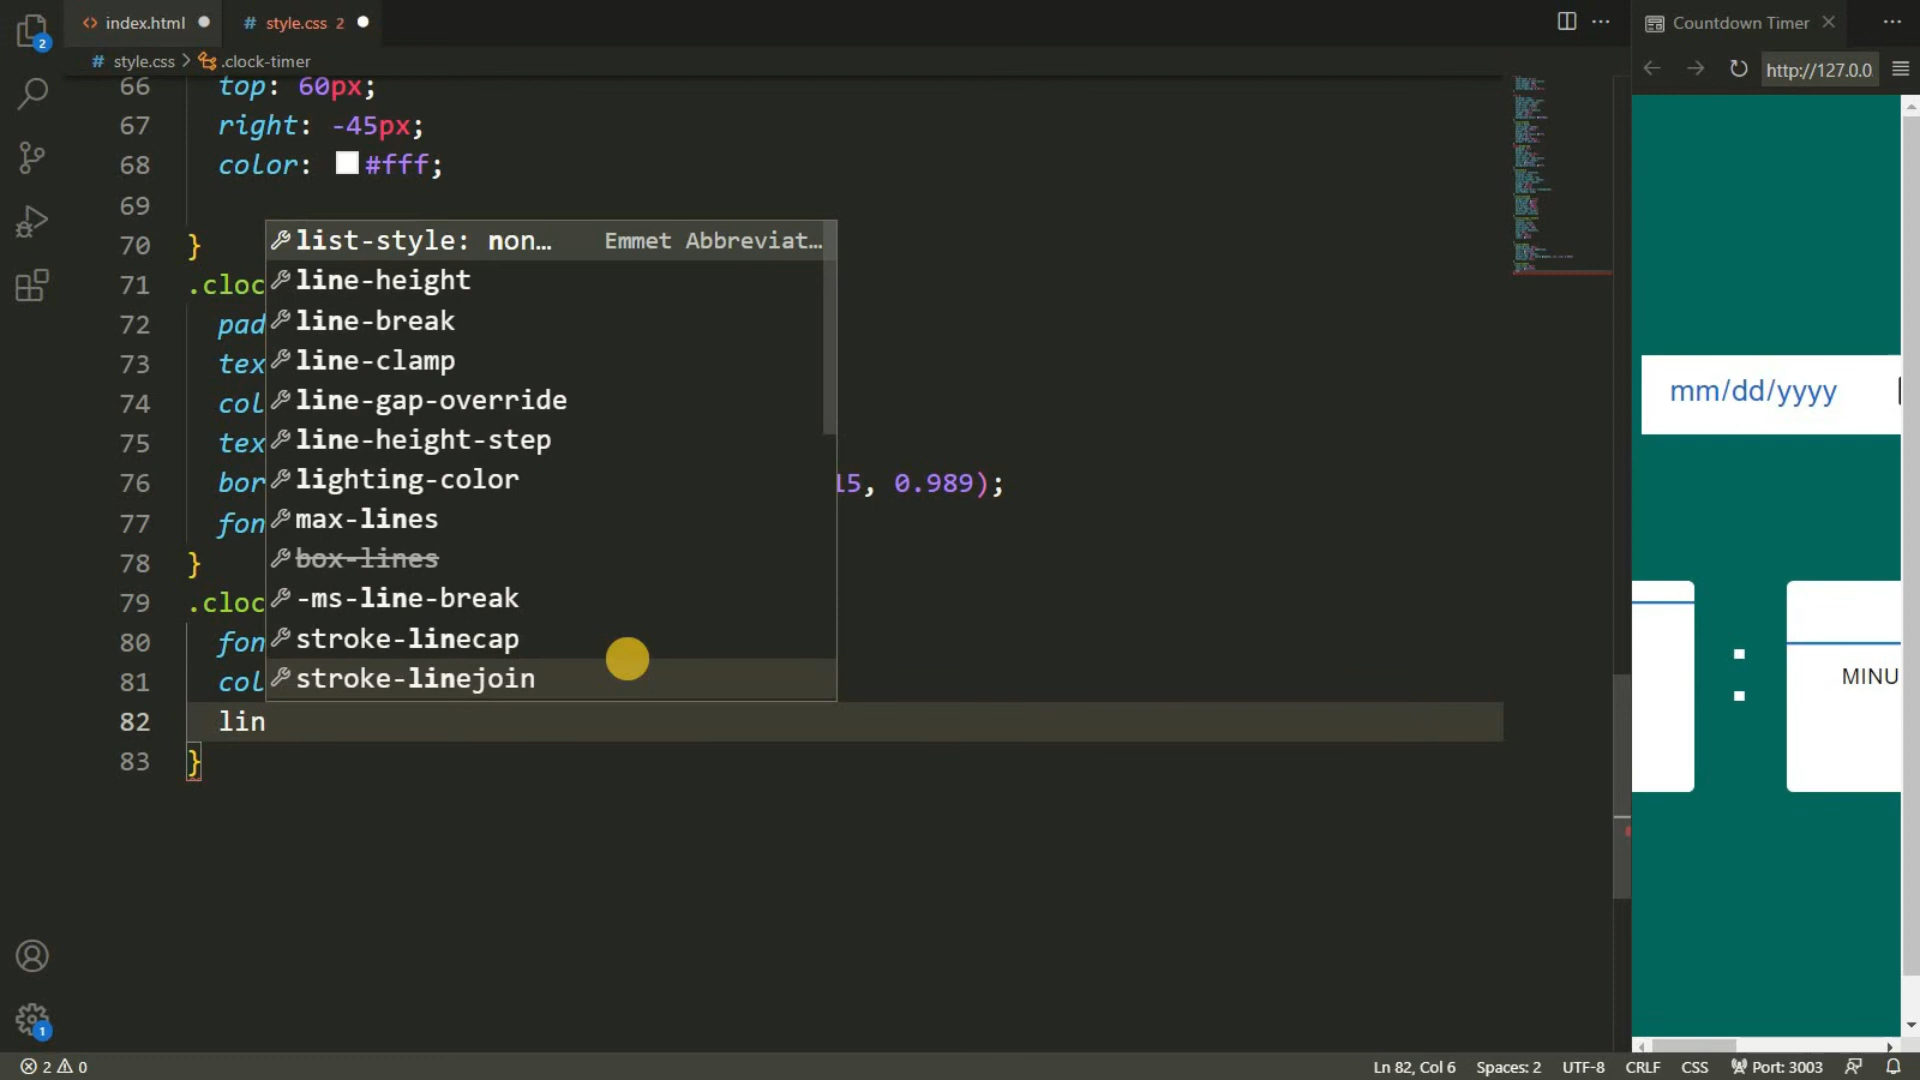 2
index.html
# style.css 2
Countdown Timer
# style.css > .clock-timer
http://127.0.0
66 top: 60px;
67 right: -45px;
68 color: #fff;
69
70 }
71 .cloc
72 pad
73 tex
74 col
75 tex
76 bor 15, 0.989);
77 fon
78 }
79 .cloc
80 fon
81 col
82 lin
83 }
list-style: non… Emmet Abbreviat…
line-height
line-break
line-clamp
line-gap-override
line-height-step
lighting-color
max-lines
box-lines
-ms-line-break
stroke-linecap
stroke-linejoin
mm/dd/yyyy
:
MINU
1
2 0
Ln 82, Col 6 Spaces: 2 UTF-8 CRLF CSS Port: 3003